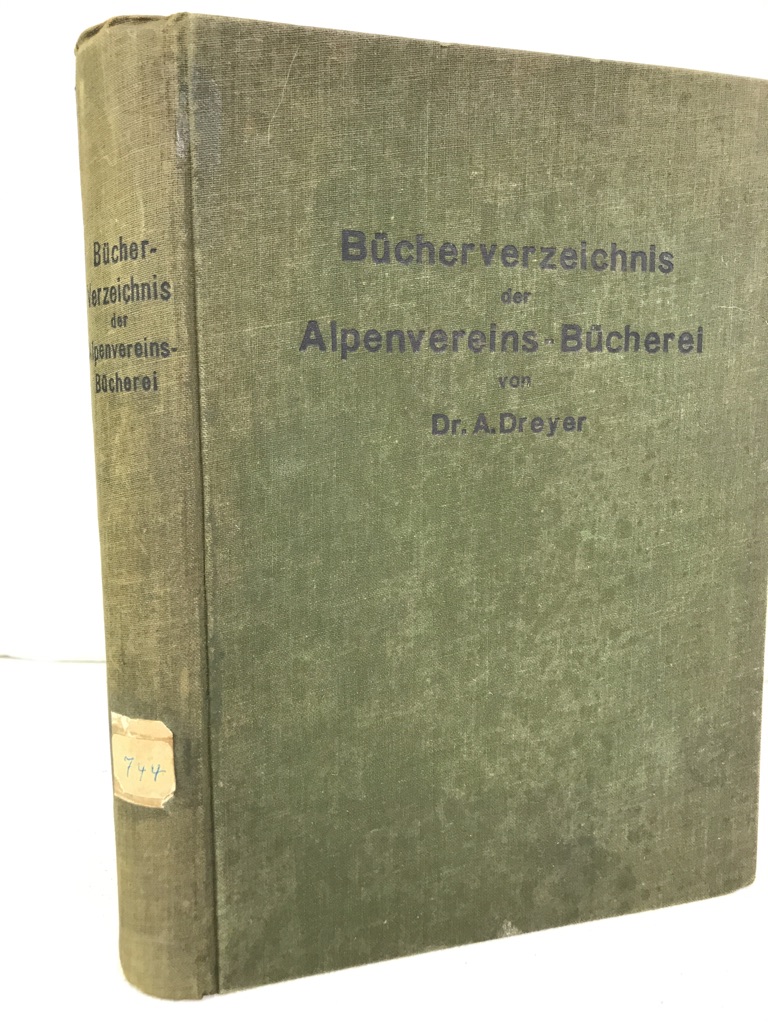 Bücher-
Verzeichnis
der
Alpenvereins-
Bücherei
744
Bücherverzeichnis
der
Alpenvereins-Bücherei
von
Dr. A. Dreyer